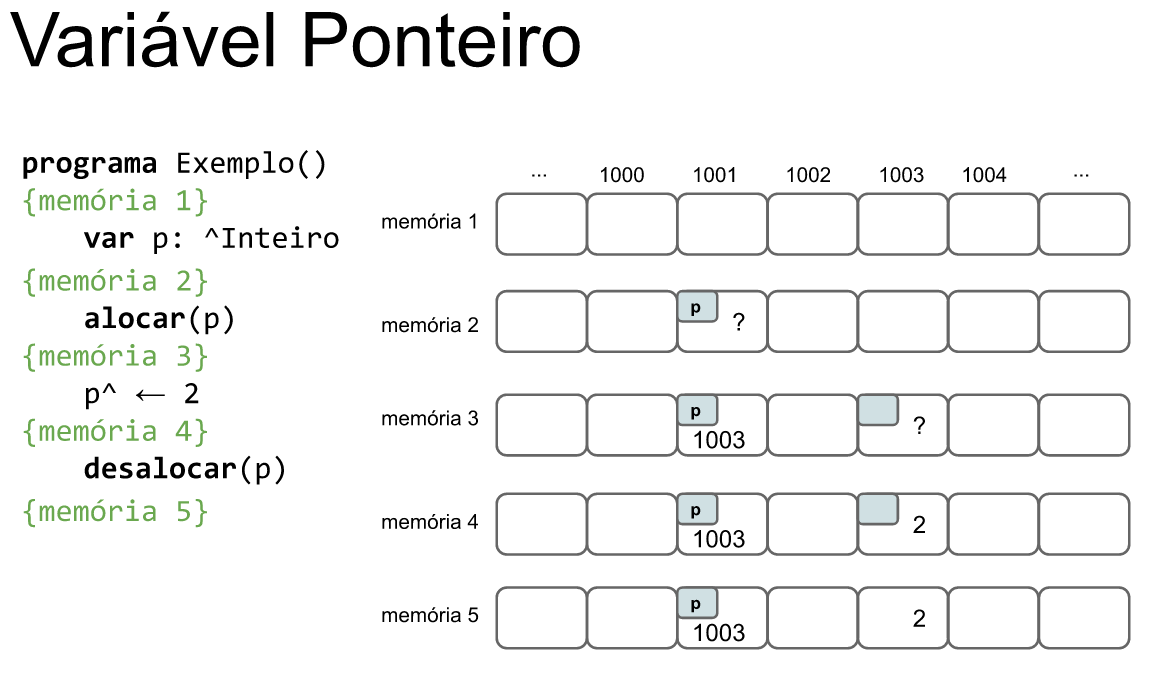 Variável Ponteiro
programa Exemplo()
{memória 1}
var p: ^Inteiro
{memória 2}
alocar(p)
{memória 3}
p^ ← 2
{memória 4}
desalocar(p)
{memória 5}
... 1000 1001 1002 1003 1004 ...
memória 1
memória 2 p ?
memória 3 p 1003 ?
memória 4 p 1003 2
memória 5 p 1003 2